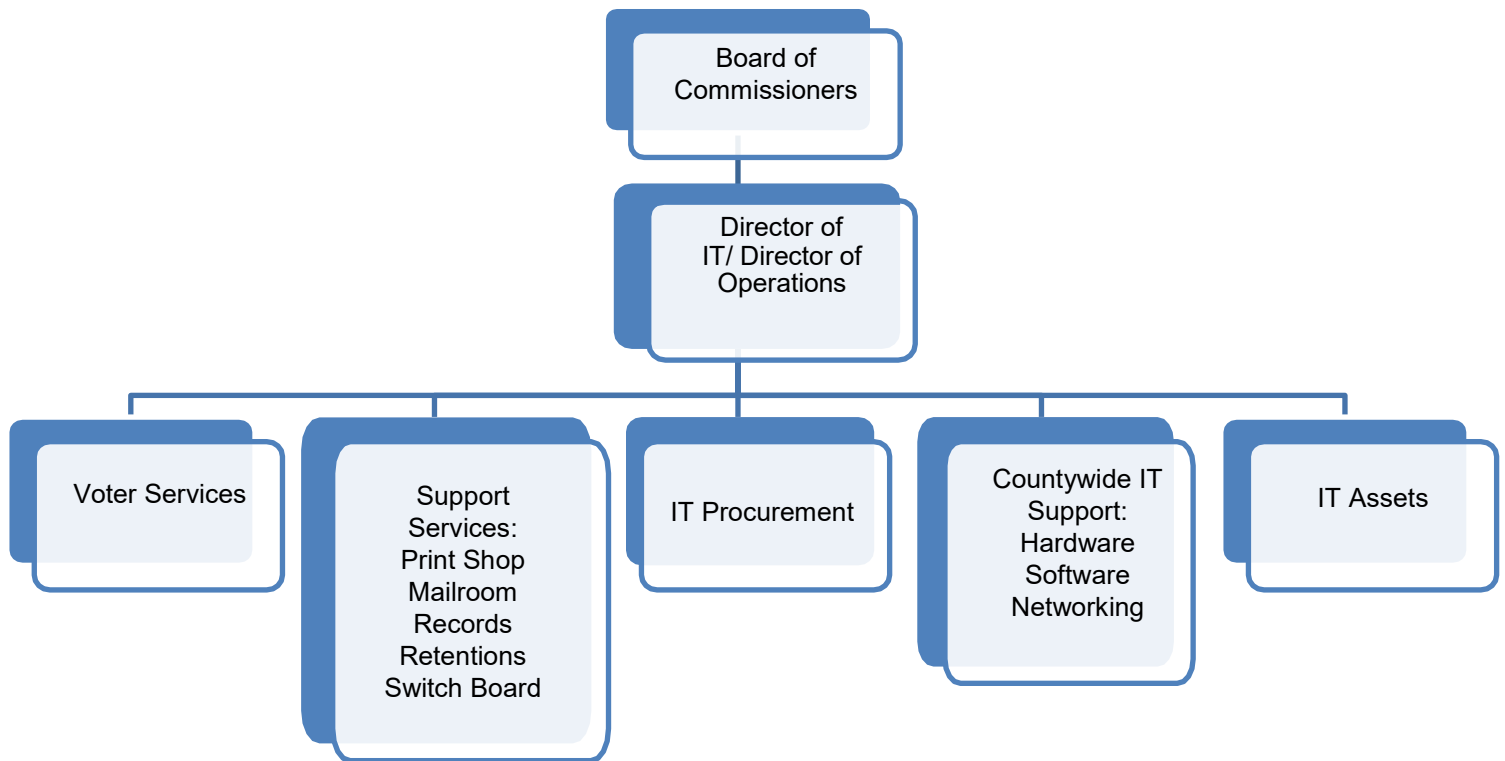 Board of
Commissioners
Director of
IT/ Director of
Operations
Voter Services
Support
Services:
Print Shop
Mailroom
Records
Retentions
Switch Board
IT Procurement
Countywide IT
Support:
Hardware
Software
Networking
IT Assets